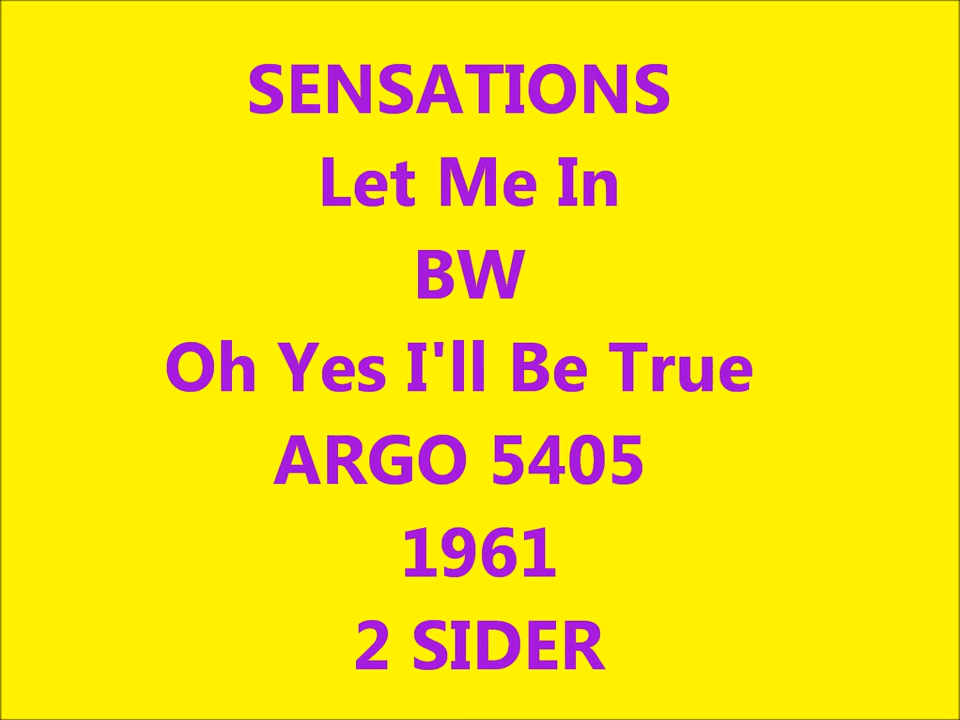 SENSATIONS
Let Me In
BW
Oh Yes I'll Be True
ARGO 5405
1961
2 SIDER